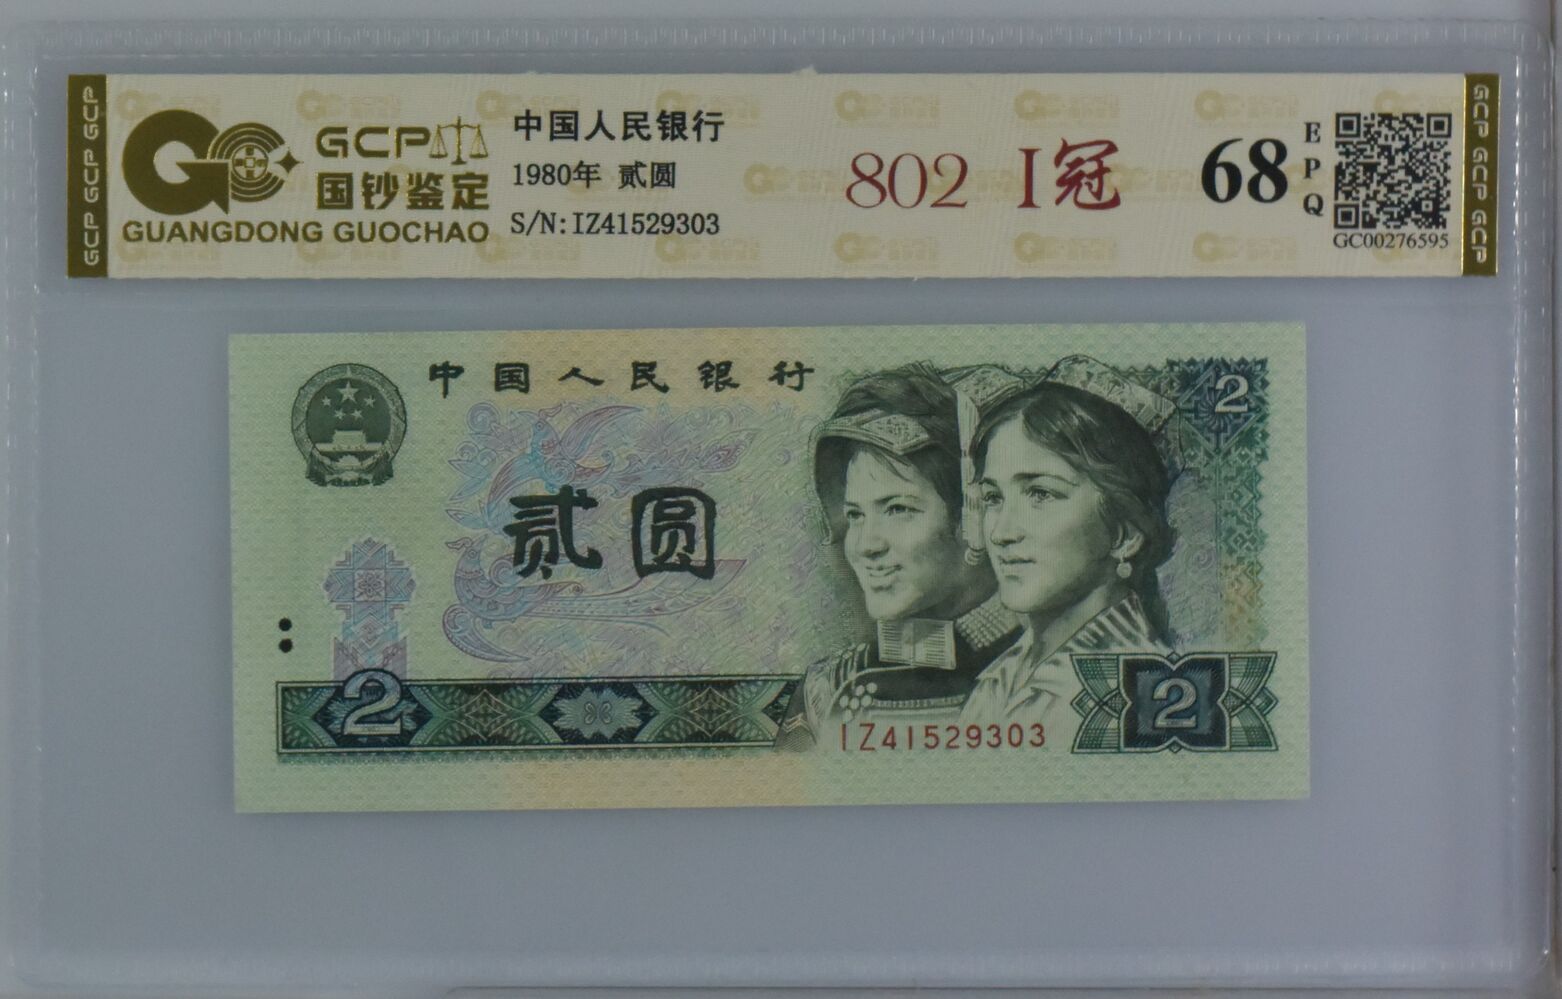 GCP GCP GCP
GCP
国钞鉴定
GUANGDONG GUOCHAO
中国人民银行
1980年 贰圆
S/N:IZ41529303
802 I冠
68
EPQ
GC00276595
GCP GCP GCP
中国人民银行
2
贰圆
2
IZ41529303
2